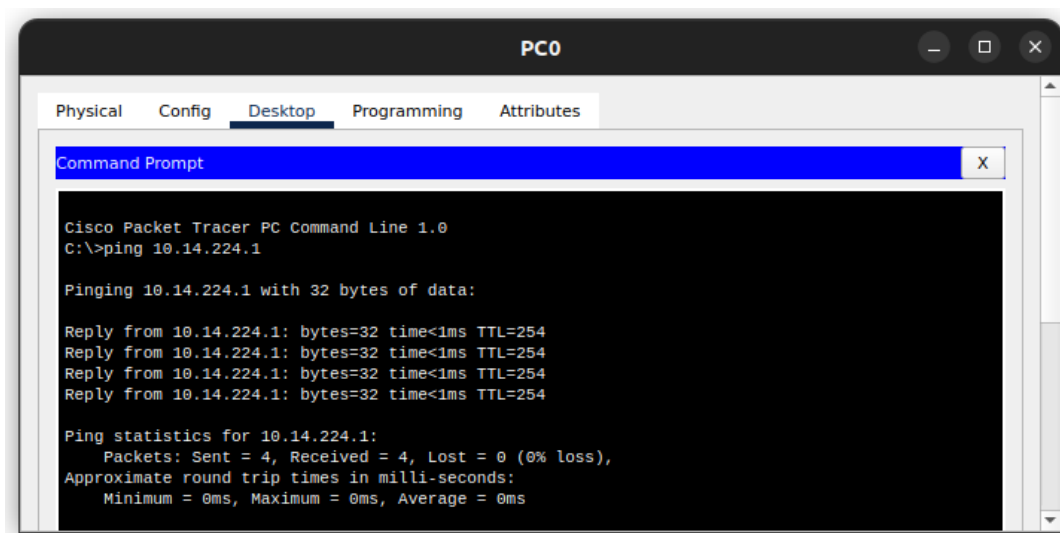 PC0
Physical Config Desktop Programming Attributes
Command Prompt X
Cisco Packet Tracer PC Command Line 1.0
C:\>ping 10.14.224.1
Pinging 10.14.224.1 with 32 bytes of data:
Reply from 10.14.224.1: bytes=32 time<1ms TTL=254
Reply from 10.14.224.1: bytes=32 time<1ms TTL=254
Reply from 10.14.224.1: bytes=32 time<1ms TTL=254
Reply from 10.14.224.1: bytes=32 time<1ms TTL=254
Ping statistics for 10.14.224.1:
Packets: Sent = 4, Received = 4, Lost = 0 (0% loss),
Approximate round trip times in milli-seconds:
Minimum = 0ms, Maximum = 0ms, Average = 0ms